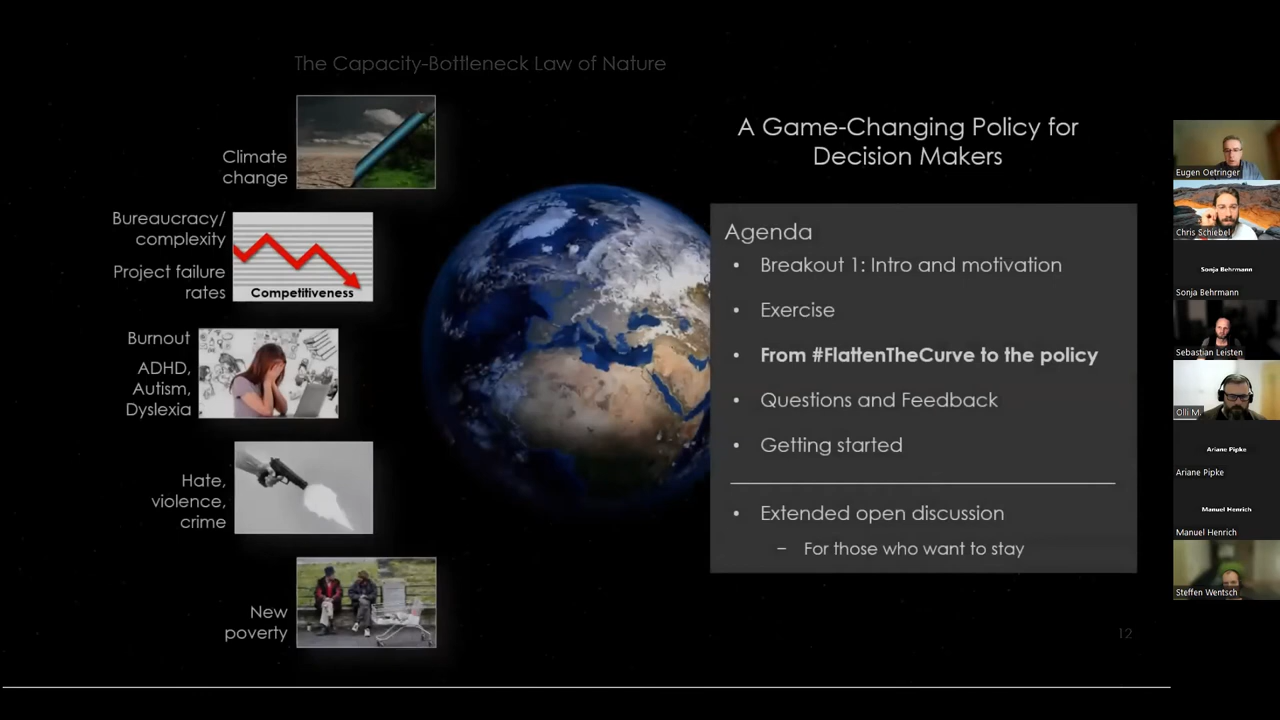 The Capacity-Bottleneck Law of Nature
Climate
change
Bureaucracy/
complexity
Project failure
rates
Competitiveness
Burnout
ADHD,
Autism,
Dyslexia
Hate,
violence,
crime
New
poverty
A Game-Changing Policy for
Decision Makers
Agenda
• Breakout 1: Intro and motivation
• Exercise
• From #FlattenTheCurve to the policy
• Questions and Feedback
• Getting started
• Extended open discussion
– For those who want to stay
12
Eugen Oetringer
Chris Schiebel
Sonja Behrmann
Sonja Behrmann
Sebastian Leisten
Olli M.
Ariane Pipke
Ariane Pipke
Manuel Henrich
Manuel Henrich
Steffen Wentsch